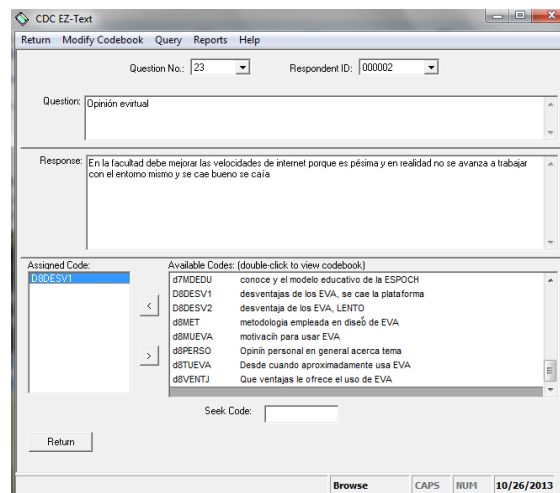 CDC EZ-Text
Return Modify Codebook Query Reports Help
Question No.: 23 Respondent ID: 000002
Question: Opinión evirtual
Response: En la facultad debe mejorar las velocidades de internet porque es pésima y en realidad no se avanza a trabajar
con el entorno mismo y se cae bueno se caía
Assigned Code: Available Codes: (double-click to view codebook)
D8DESV1
d7MDEDU conoce y el modelo educativo de la ESPOCH
D8DESV1 desventajas de los EVA, se cae la plataforma
D8DESV2 desventaja de los EVA, LENTO
d8MET metodologia empleada en diseó de EVA
d8MUEVA motivacín para usar EVA
d8PERSO Opinín personal en general acerca tema
d8TUEVA Desde cuando aproximadamente usa EVA
d8VENTJ Que ventajas le ofrece el uso de EVA
<
>
Seek Code:
Return
Browse CAPS NUM 10/26/2013